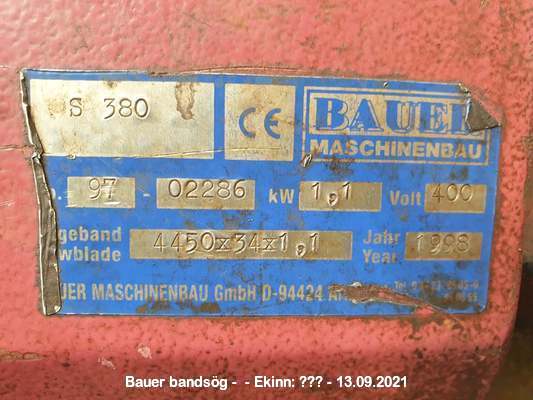 S 380
CE
BAUER
MASCHINENBAU
97 - 02286 kW 1,1 Volt 400
geband 4450x34x1,1 Jahr 1998
wblade Year
UER MASCHINENBAU GmbH D-94424
Bauer bandsög - - Ekinn: ??? - 13.09.2021